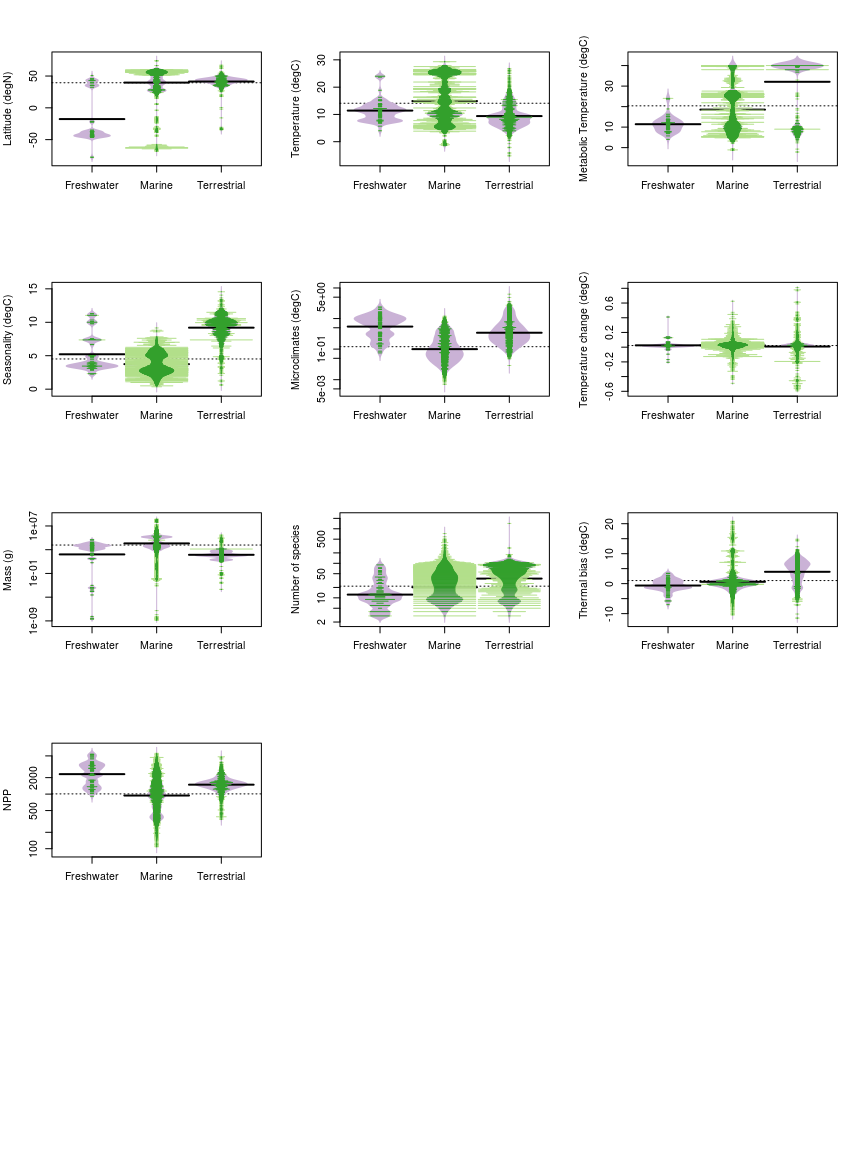 Latitude (degN)
50
0
-50
Freshwater Marine Terrestrial
Temperature (degC)
30
20
10
0
Freshwater Marine Terrestrial
Metabolic Temperature (degC)
30
10
0
Freshwater Marine Terrestrial
Seasonality (degC)
15
10
5
0
Freshwater Marine Terrestrial
Microclimates (degC)
5e+00
1e-01
5e-03
Freshwater Marine Terrestrial
Temperature change (degC)
0.6
0.2
-0.2
-0.6
Freshwater Marine Terrestrial
Mass (g)
1e+07
1e-01
1e-09
Freshwater Marine Terrestrial
Number of species
500
50
10
2
Freshwater Marine Terrestrial
Thermal bias (degC)
20
10
0
-10
Freshwater Marine Terrestrial
NPP
2000
500
100
Freshwater Marine Terrestrial